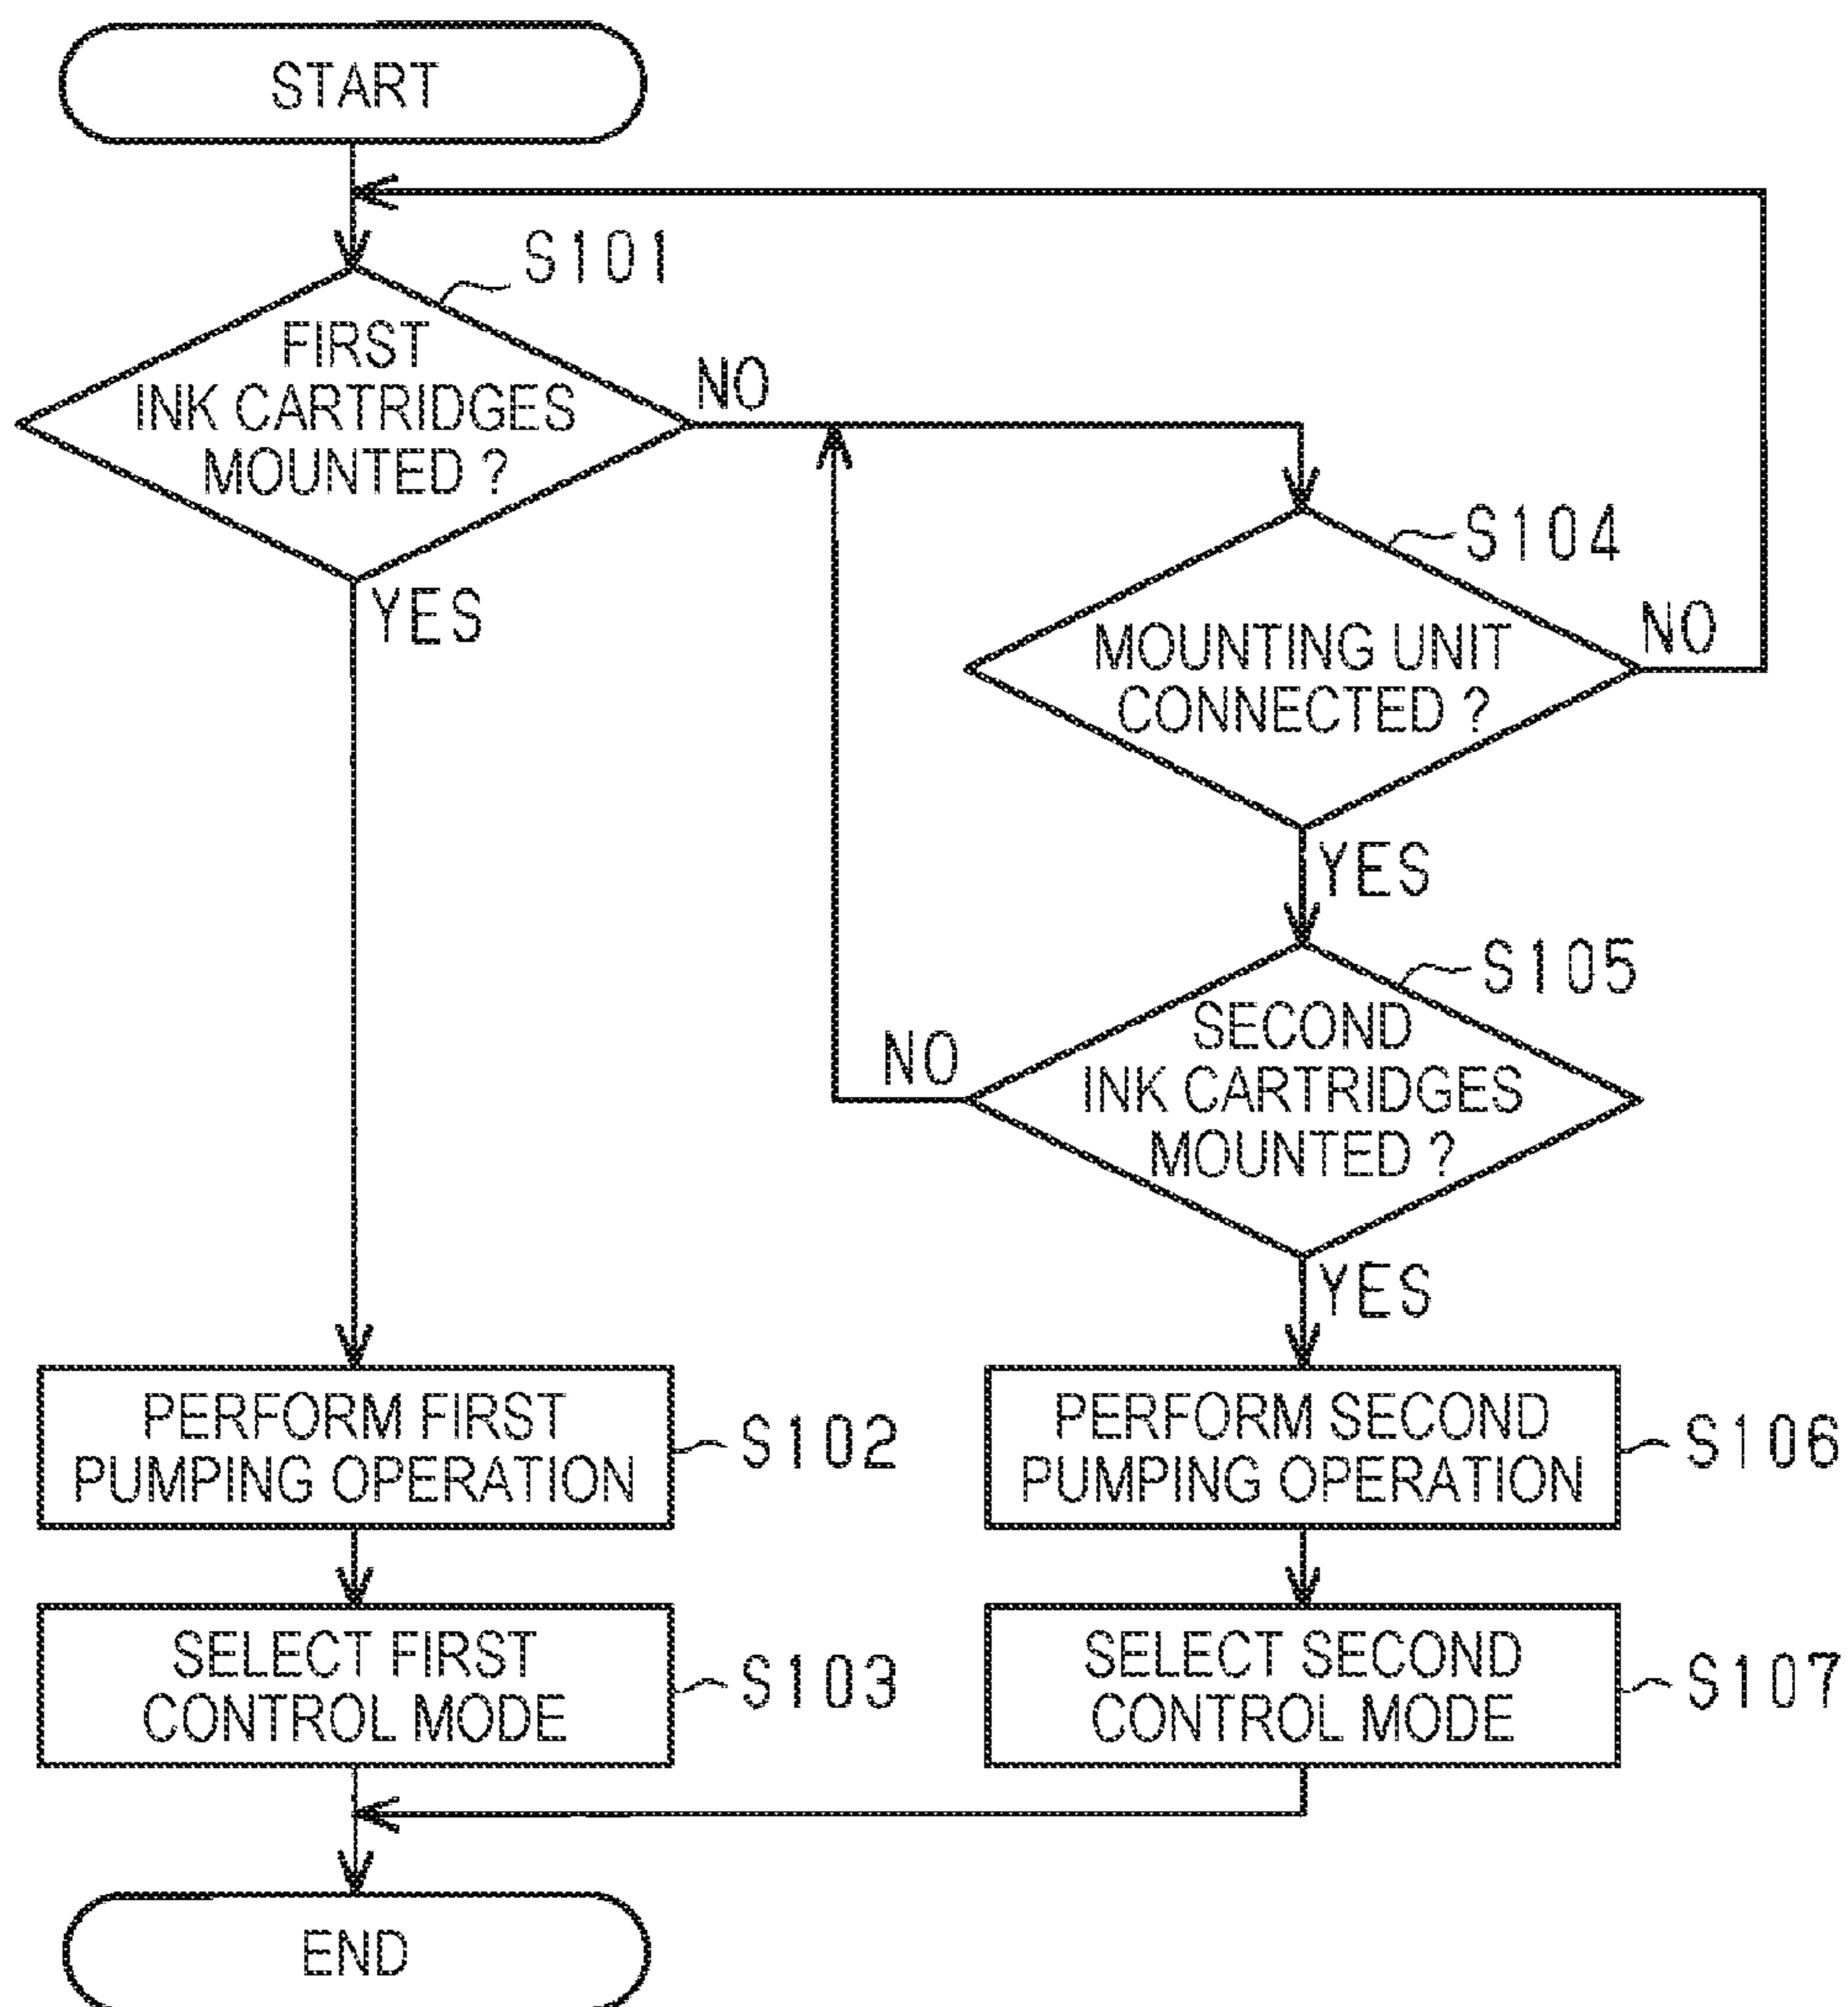 START
S101
FIRST
INK CARTRIDGES
MOUNTED ?
NO
YES
S104
MOUNTING UNIT
CONNECTED ?
NO
YES
S105
SECOND
INK CARTRIDGES
MOUNTED ?
NO
YES
PERFORM FIRST
PUMPING OPERATION
S102
PERFORM SECOND
PUMPING OPERATION
S106
SELECT FIRST
CONTROL MODE
S103
SELECT SECOND
CONTROL MODE
S107
END